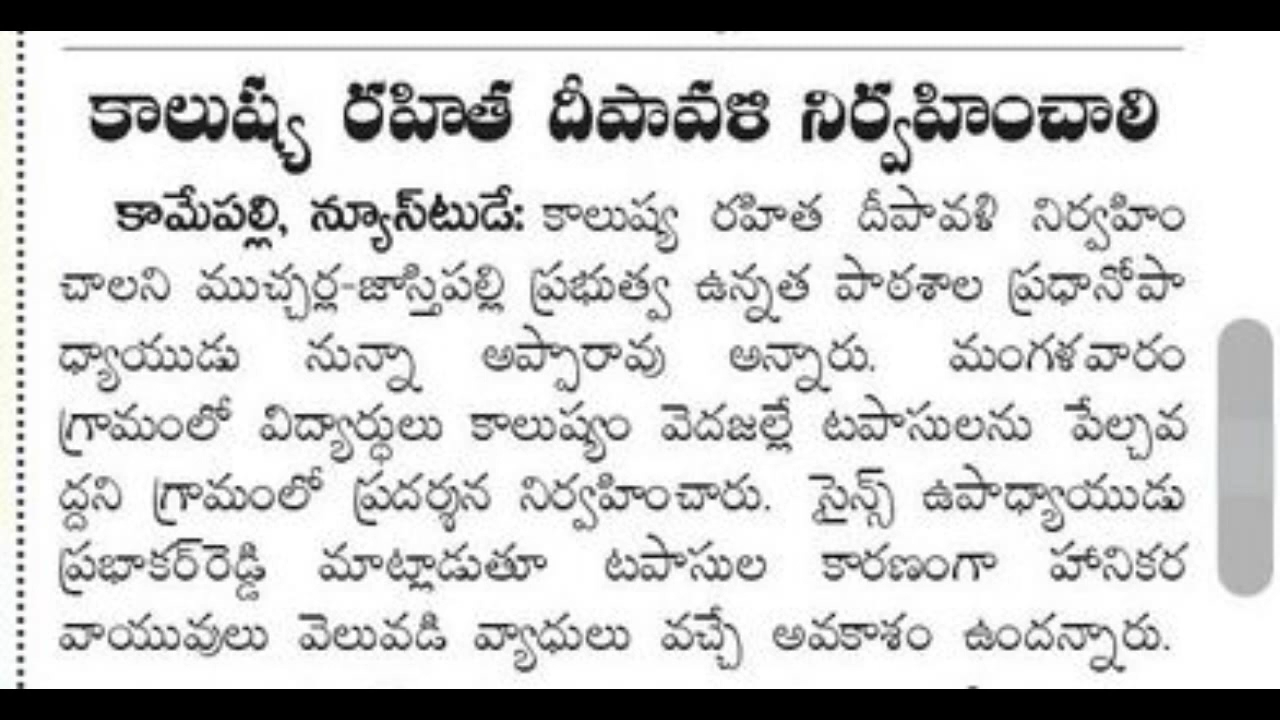 కాలుష్య రహిత దీపావళి నిర్వహించాలి
కామేపల్లి, న్యూస్‌టుడే: కాలుష్య రహిత దీపావళి నిర్వహిం
చాలని ముచ్చర్ల-జాస్తిపల్లి ప్రభుత్వ ఉన్నత పాఠశాల ప్రధానోపా
ధ్యాయుడు నున్నా అప్పారావు అన్నారు. మంగళవారం
గ్రామంలో విద్యార్థులు కాలుష్యం వెదజల్లే టపాసులను పేల్చవ
ద్దని గ్రామంలో ప్రదర్శన నిర్వహించారు. సైన్స్ ఉపాధ్యాయుడు
ప్రభాకర్‌రెడ్డి మాట్లాడుతూ టపాసుల కారణంగా హానికర
వాయువులు వెలువడి వ్యాధులు వచ్చే అవకాశం ఉందన్నారు.